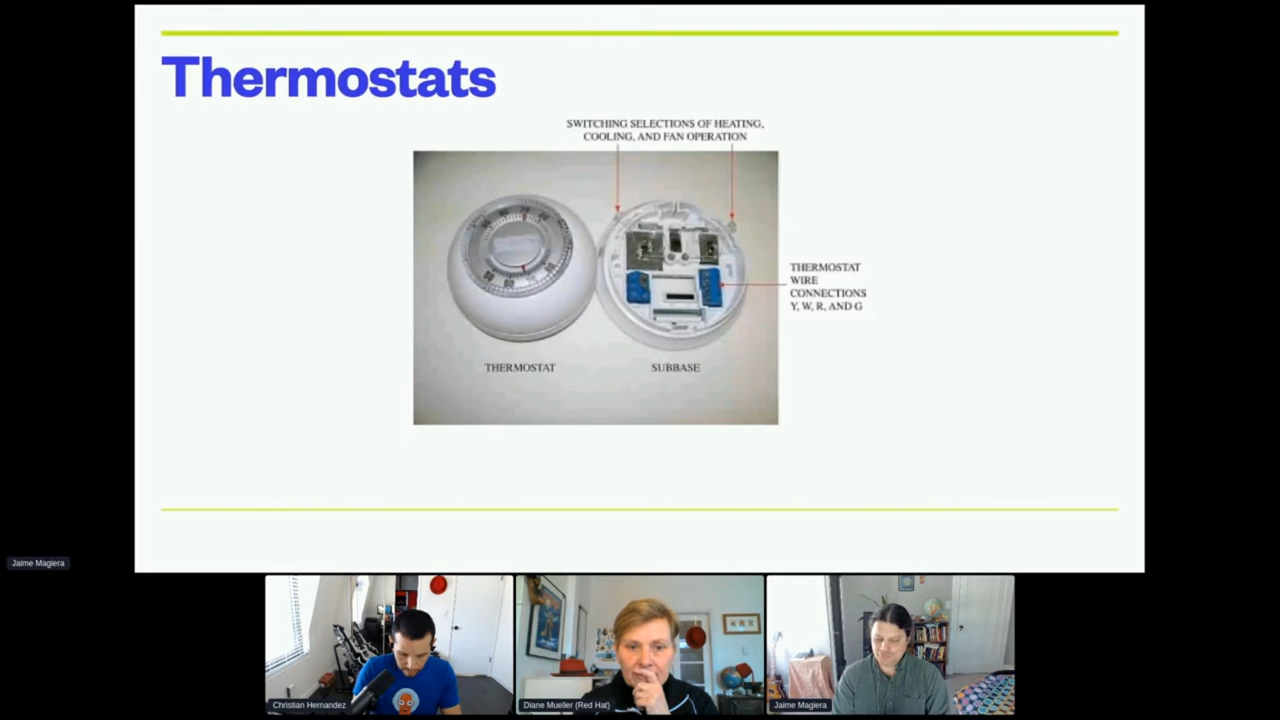 Thermostats
SWITCHING SELECTIONS OF HEATING,
COOLING, AND FAN OPERATION
THERMOSTAT
WIRE
CONNECTIONS
Y, W, R, AND G
THERMOSTAT
SUBBASE
Jaime Magiera
Christian Hernandez
Diane Mueller (Red Hat)
Jaime Magiera